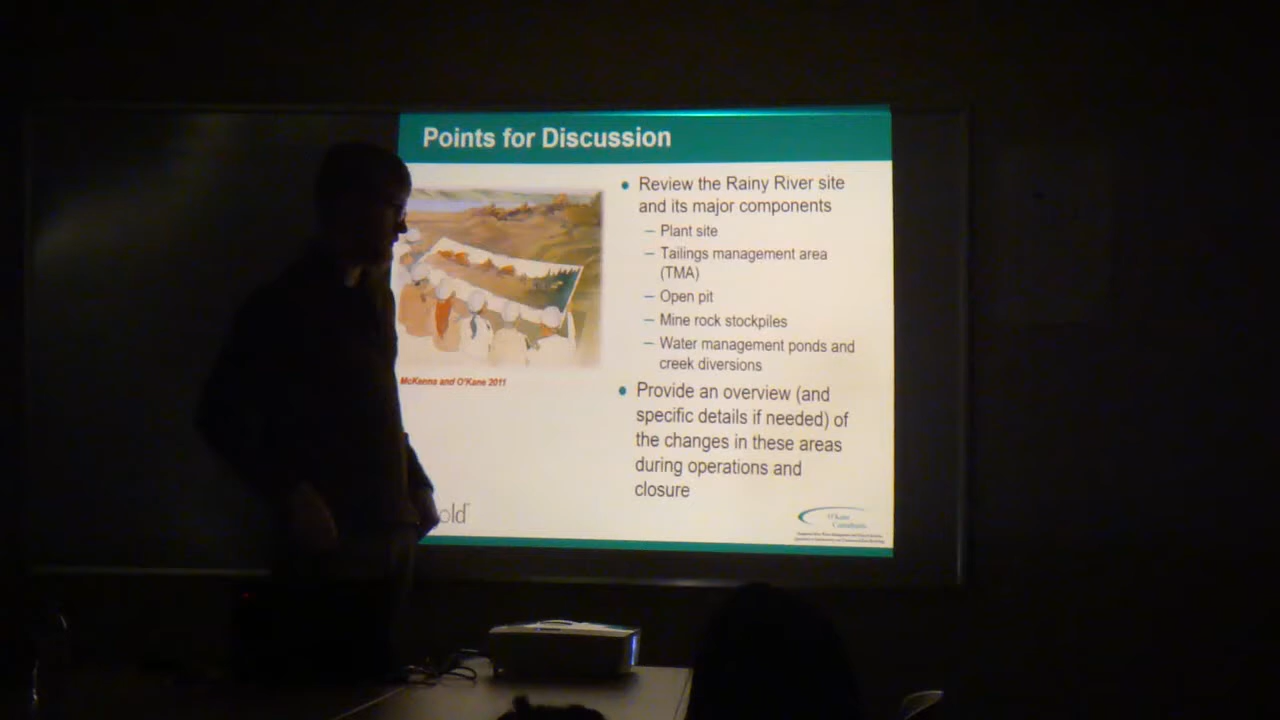 Points for Discussion
• Review the Rainy River site
and its major components
– Plant site
– Tailings management area
(TMA)
– Open pit
– Mine rock stockpiles
– Water management ponds and
creek diversions
• Provide an overview (and
specific details if needed) of
the changes in these areas
during operations and
closure
McKenna and O'Kane 2011
old
O'Kane
Consultants